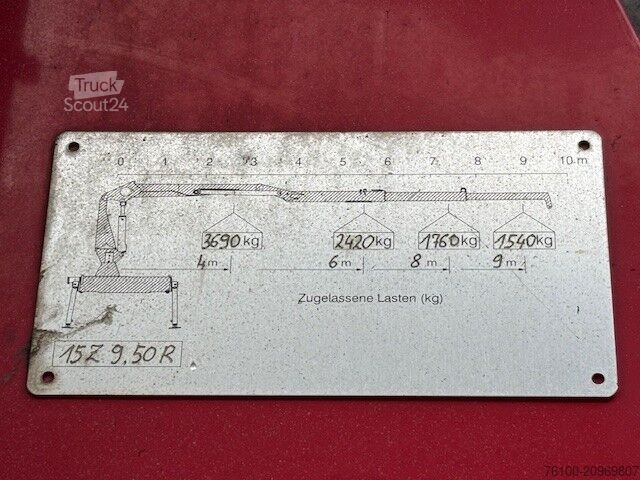 Truck
Scout24
0 1 2 3 4 5 6 7 8 9 10 m
3690 kg 2420 kg 1760 kg 1540 kg
4 m 6 m 8 m 9 m
Zugelassene Lasten (kg)
15Z 9.50R
76100-20969807